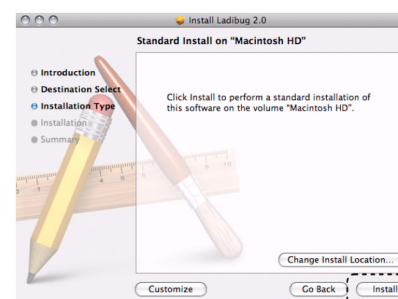 Install Ladibug 2.0
Standard Install on "Macintosh HD"
Introduction
Destination Select
Installation Type
Installation
Summary
Click Install to perform a standard installation of
this software on the volume "Macintosh HD".
Change Install Location...
Customize
Go Back
Install